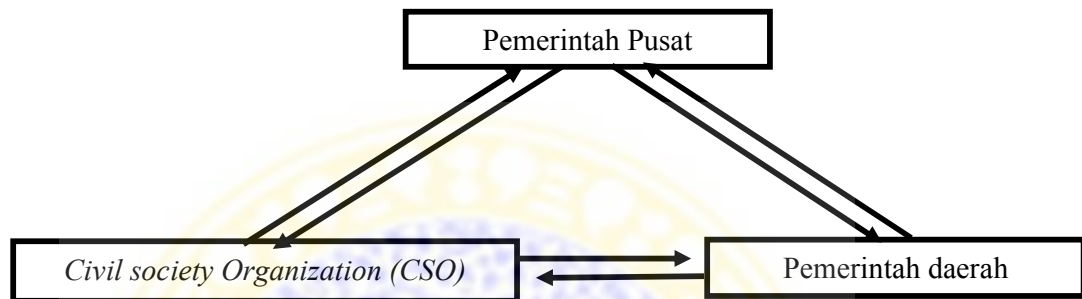 Pemerintah Pusat
Civil society Organization (CSO)
Pemerintah daerah